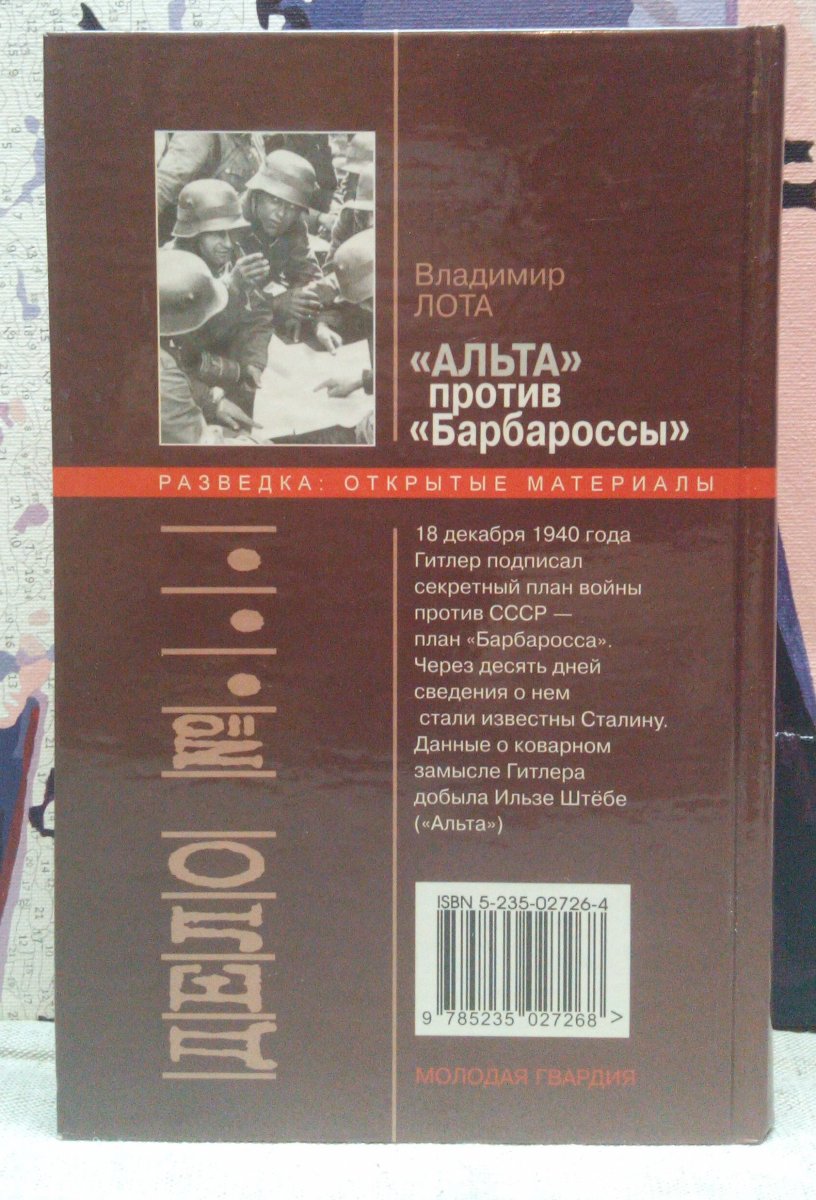 Владимир
ЛОТА
«АЛЬТА»
против
«Барбароссы»
РАЗВЕДКА: ОТКРЫТЫЕ МАТЕРИАЛЫ
ДЕЛО №...
18 декабря 1940 года
Гитлер подписал
секретный план войны
против СССР —
план «Барбаросса».
Через десять дней
сведения о нем
стали известны Сталину.
Данные о коварном
замысле Гитлера
добыла Ильзе Штёбе
(«Альта»)
ISBN 5-235-02726-4
9 785235 027268 >
МОЛОДАЯ ГВАРДИЯ